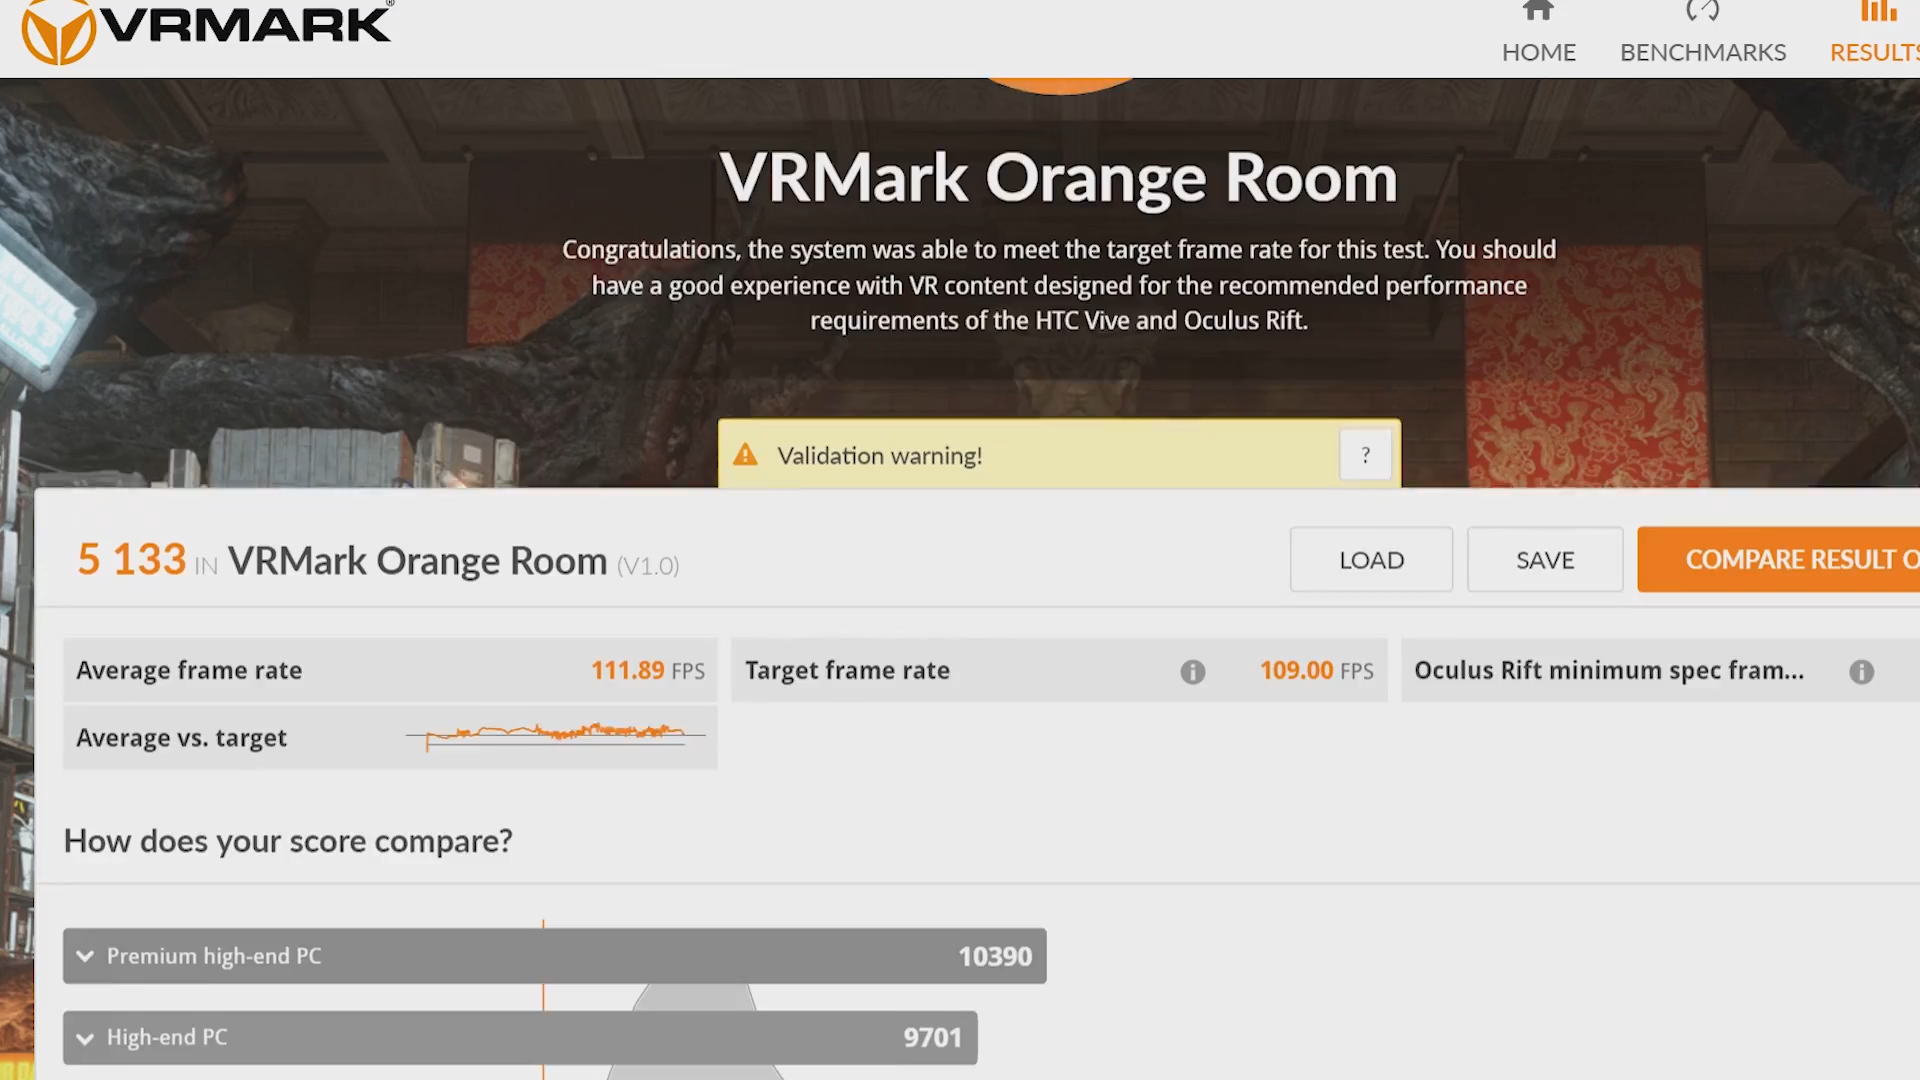 VRMARK®
HOME
BENCHMARKS
RESULTS
VRMark Orange Room
Congratulations, the system was able to meet the target frame rate for this test. You should
have a good experience with VR content designed for the recommended performance
requirements of the HTC Vive and Oculus Rift.
Validation warning!
?
5 133 IN VRMark Orange Room (V1.0)
LOAD
SAVE
COMPARE RESULT O
Average frame rate 111.89 FPS
Target frame rate 109.00 FPS
Oculus Rift minimum spec fram...
Average vs. target
How does your score compare?
Premium high-end PC 10390
High-end PC 9701